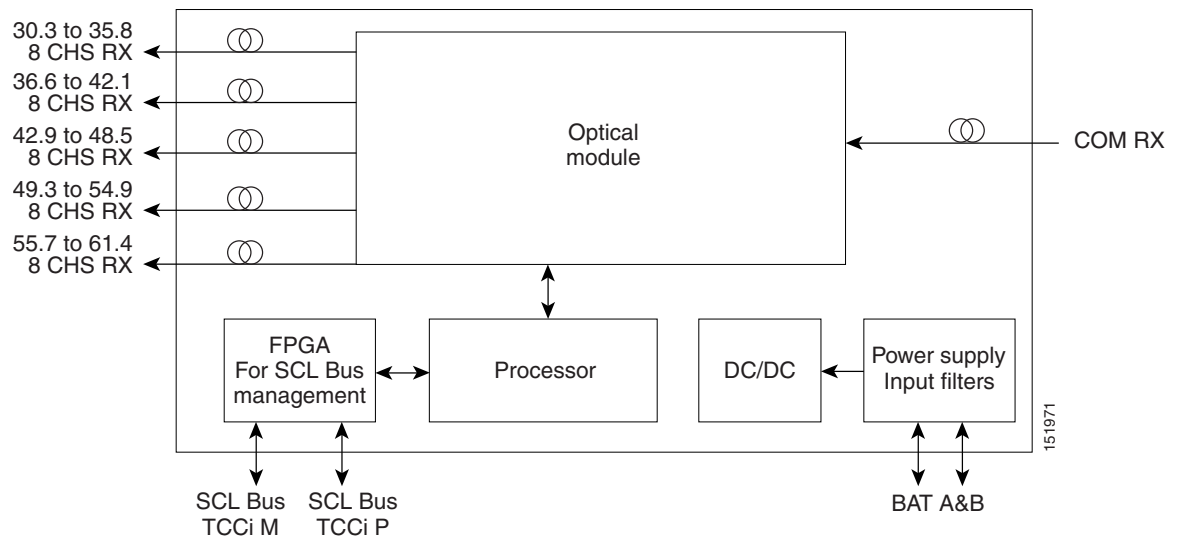 30.3 to 35.8
8 CHS RX
36.6 to 42.1
8 CHS RX
42.9 to 48.5
8 CHS RX
49.3 to 54.9
8 CHS RX
55.7 to 61.4
8 CHS RX
Optical
module
COM RX
FPGA
For SCL Bus
management
Processor
DC/DC
Power supply
Input filters
151971
SCL Bus
TCCi M
SCL Bus
TCCi P
BAT A&B